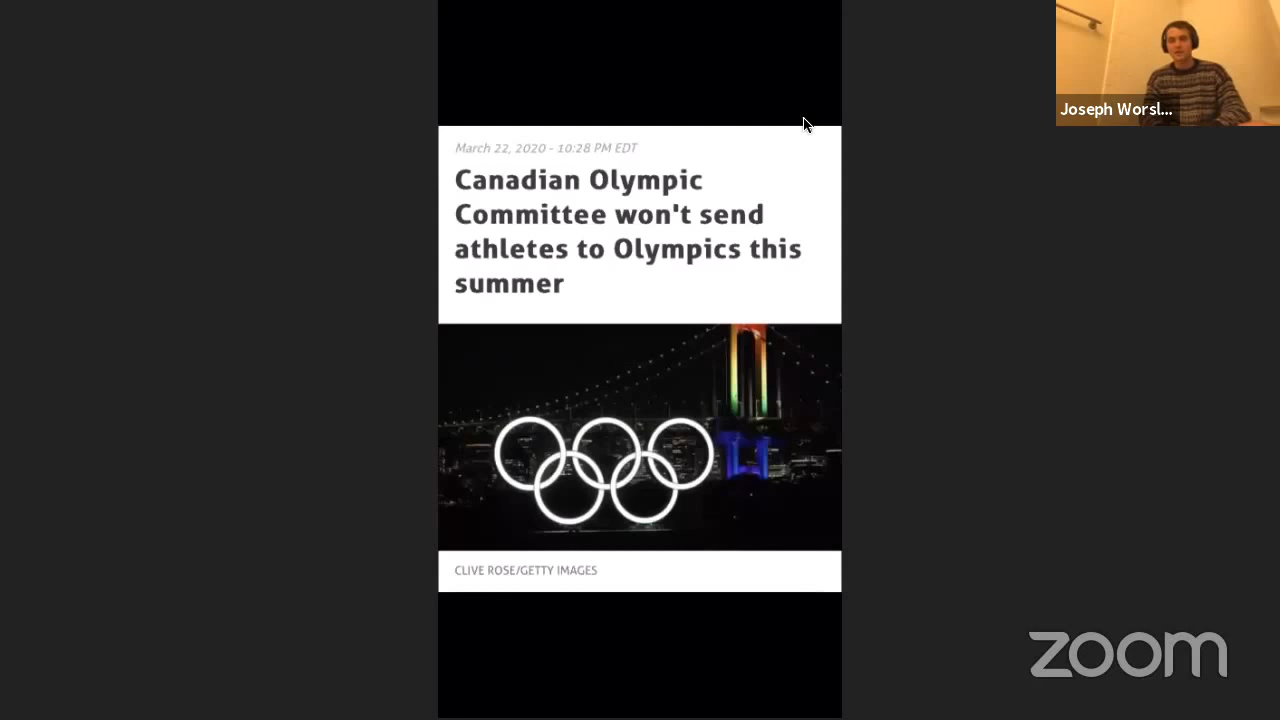 Joseph Worsl...
March 22, 2020 - 10:28 PM EDT
Canadian Olympic
Committee won't send
athletes to Olympics this
summer
CLIVE ROSE/GETTY IMAGES
zoom